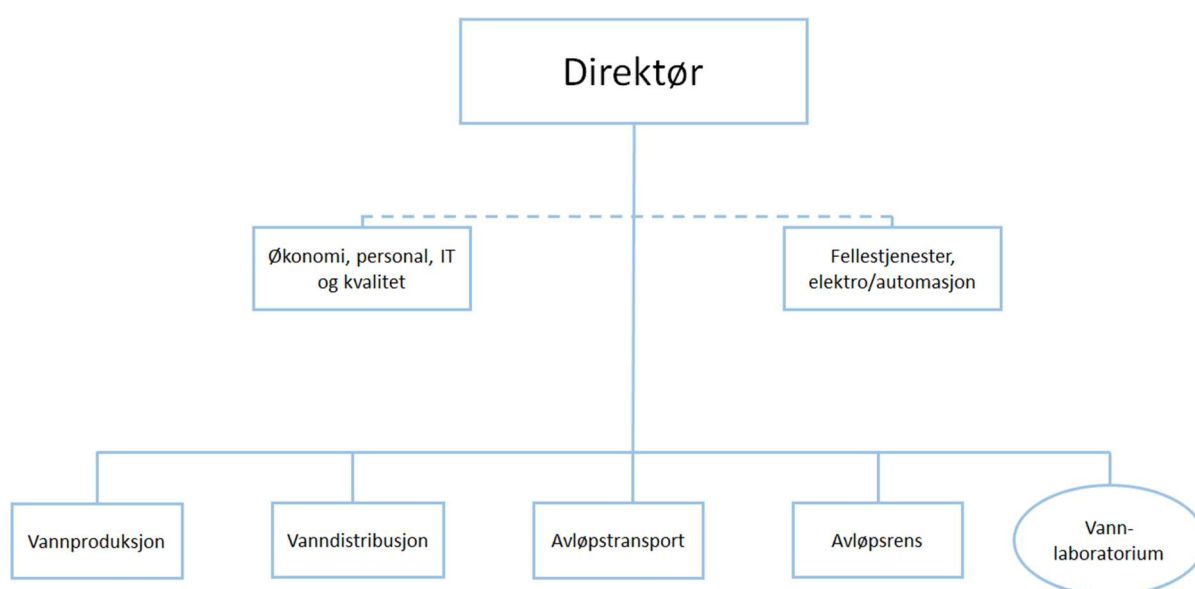 Direktør
Økonomi, personal, IT
og kvalitet
Fellestjenester,
elektro/automasjon
Vannproduksjon
Vanndistribusjon
Avløpstransport
Avløpsrens
Vann-
laboratorium